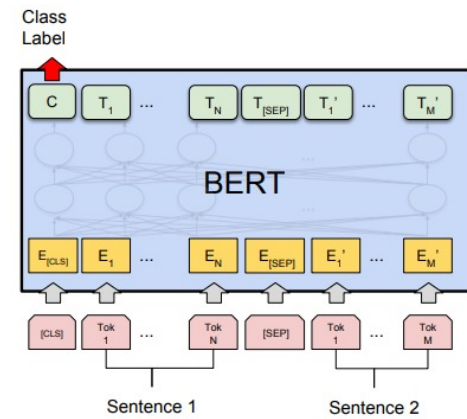 Class
Label
C T1 ... TN T[SEP] T1' ... TM'
...
BERT
...
E[CLS] E1 ... EN E[SEP] E1' ... EM'
[CLS] Tok 1 ... Tok N [SEP] Tok 1 ... Tok M
Sentence 1 Sentence 2